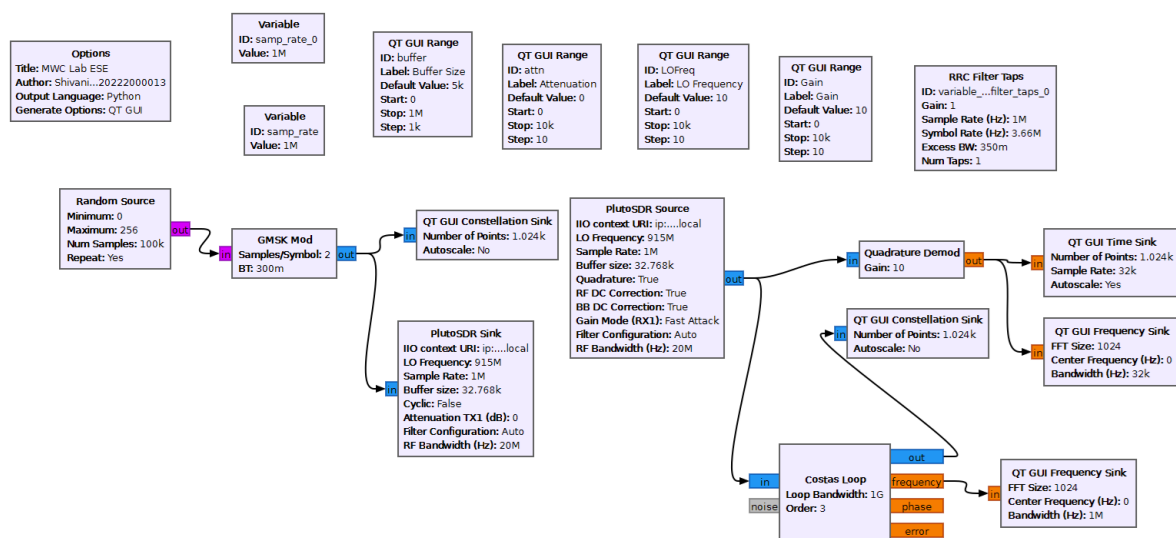 Options
Title: MWC Lab ESE
Author: Shivani...20222000013
Output Language: Python
Generate Options: QT GUI
Variable
ID: samp_rate_0
Value: 1M
Variable
ID: samp_rate
Value: 1M
QT GUI Range
ID: buffer
Label: Buffer Size
Default Value: 5k
Start: 0
Stop: 1M
Step: 1k
QT GUI Range
ID: attn
Label: Attenuation
Default Value: 0
Start: 0
Stop: 10k
Step: 10
QT GUI Range
ID: LOFreq
Label: LO Frequency
Default Value: 10
Start: 0
Stop: 10k
Step: 10
QT GUI Range
ID: Gain
Label: Gain
Default Value: 10
Start: 0
Stop: 10k
Step: 10
RRC Filter Taps
ID: variable_...filter_taps_0
Gain: 1
Sample Rate (Hz): 1M
Symbol Rate (Hz): 3.66M
Excess BW: 350m
Num Taps: 1
Random Source
Minimum: 0
Maximum: 256
Num Samples: 100k
Repeat: Yes
out
in
GMSK Mod
Samples/Symbol: 2
BT: 300m
out
in
QT GUI Constellation Sink
Number of Points: 1.024k
Autoscale: No
in
PlutoSDR Sink
IIO context URI: ip:....local
LO Frequency: 915M
Sample Rate: 1M
Buffer size: 32.768k
Cyclic: False
Attenuation TX1 (dB): 0
Filter Configuration: Auto
RF Bandwidth (Hz): 20M
PlutoSDR Source
IIO context URI: ip:....local
LO Frequency: 915M
Sample Rate: 1M
Buffer size: 32.768k
Quadrature: True
RF DC Correction: True
BB DC Correction: True
Gain Mode (RX1): Fast Attack
Filter Configuration: Auto
RF Bandwidth (Hz): 20M
out
in
Quadrature Demod
Gain: 10
out
in
QT GUI Time Sink
Number of Points: 1.024k
Sample Rate: 32k
Autoscale: Yes
in
QT GUI Constellation Sink
Number of Points: 1.024k
Autoscale: No
in
QT GUI Frequency Sink
FFT Size: 1024
Center Frequency (Hz): 0
Bandwidth (Hz): 32k
in
noise
Costas Loop
Loop Bandwidth: 1G
Order: 3
out
frequency
phase
error
in
QT GUI Frequency Sink
FFT Size: 1024
Center Frequency (Hz): 0
Bandwidth (Hz): 1M